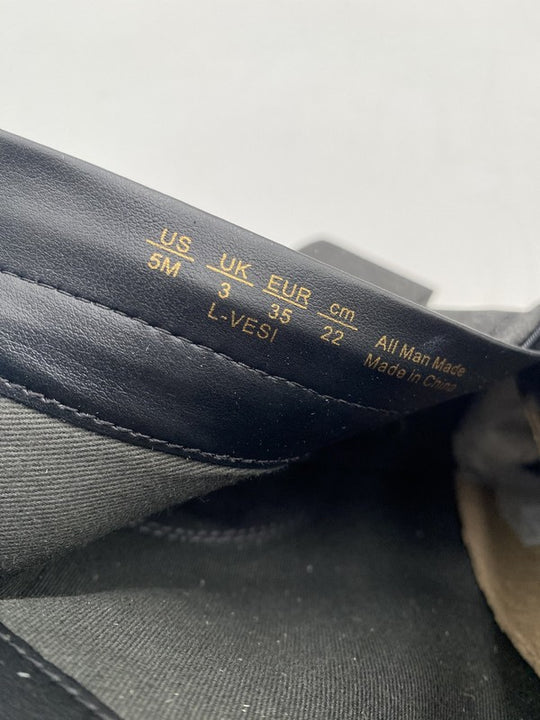 US UK EUR cm
5M 3 35 22
L-VESI
All Man Made
Made in China